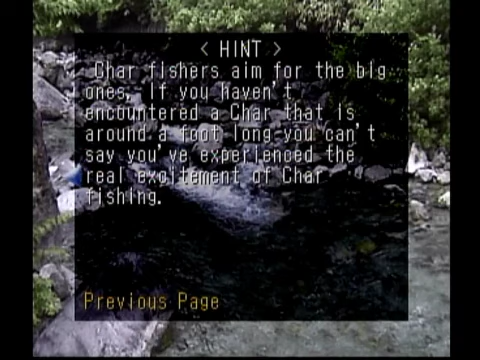 < HINT >
Char fishers aim for the big
ones. If you haven't
encountered a Char that is
around a foot long you can't
say you've experienced the
real excitement of Char
fishing.
Previous Page